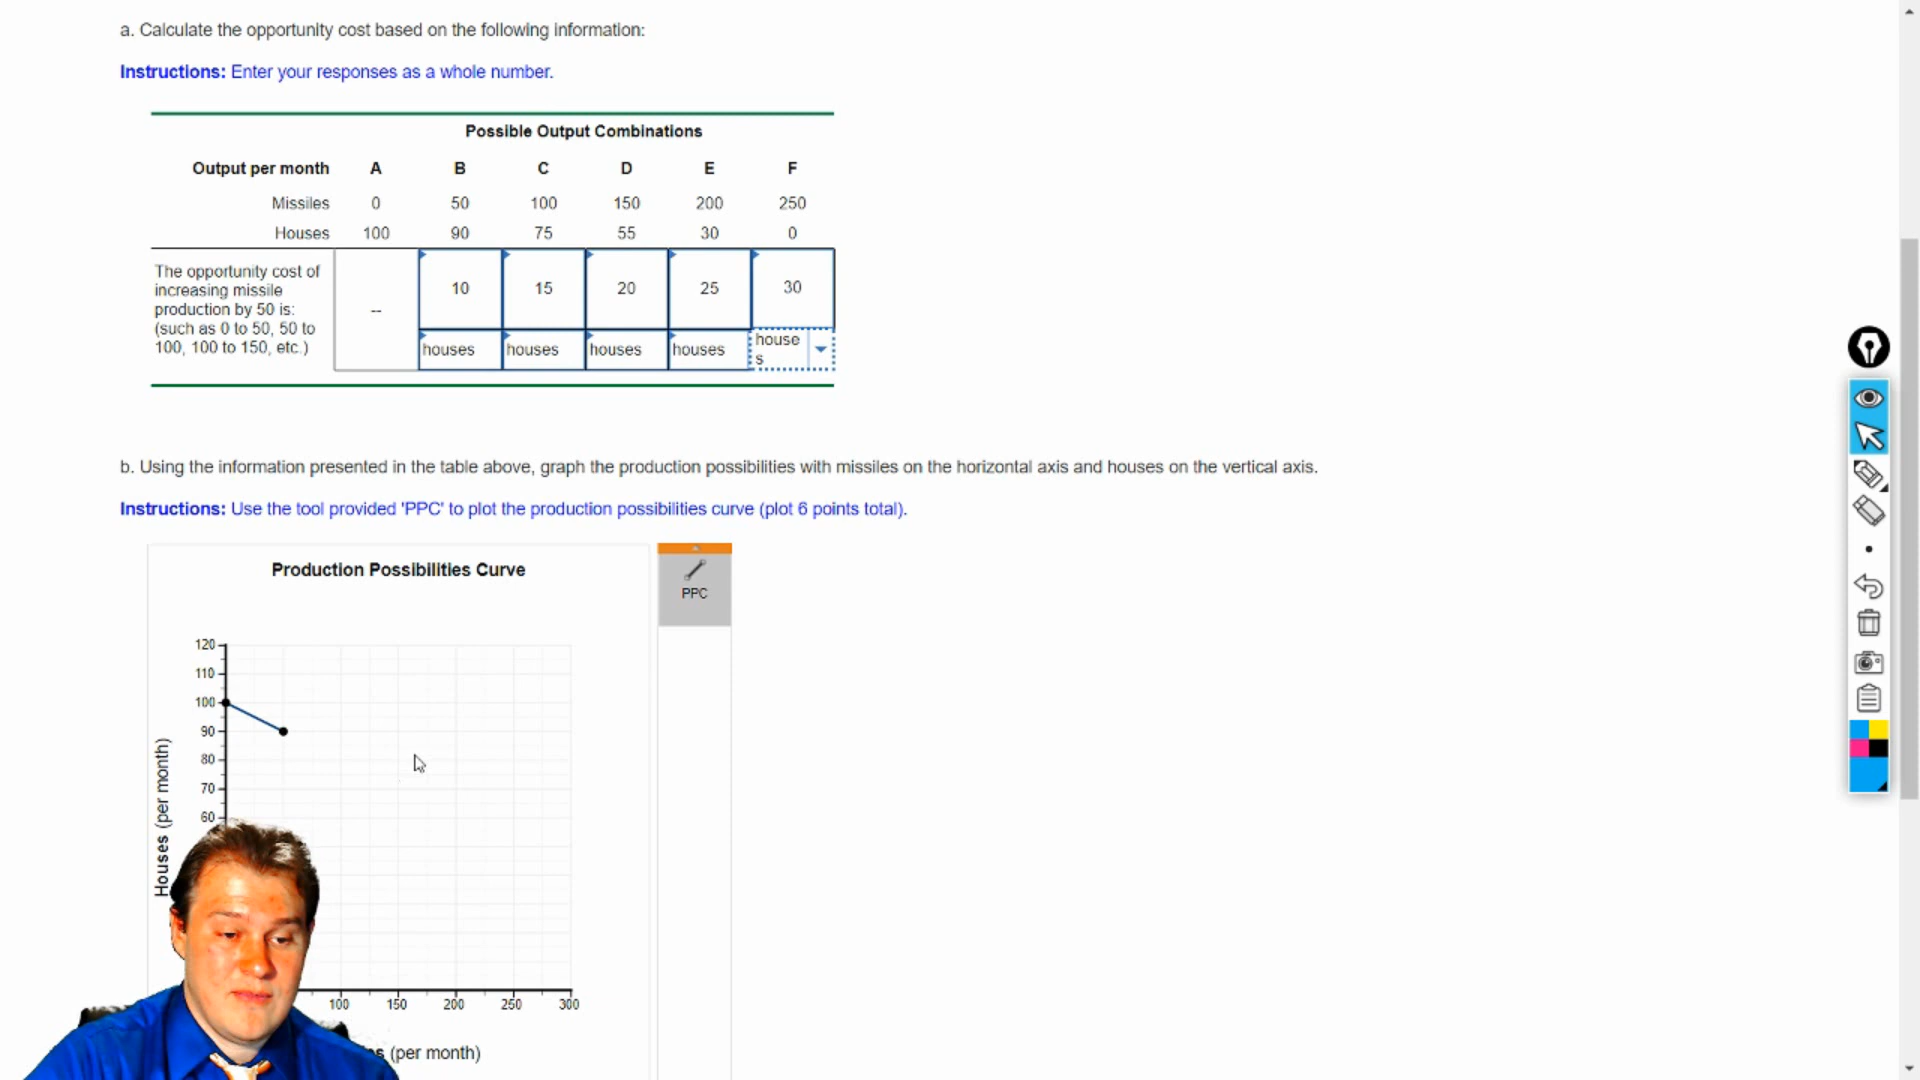 a. Calculate the opportunity cost based on the following information:
Instructions: Enter your responses as a whole number.
Possible Output Combinations
Output per month A B C D E F
Missiles 0 50 100 150 200 250
Houses 100 90 75 55 30 0
The opportunity cost of
increasing missile
production by 50 is:
(such as 0 to 50, 50 to
100, 100 to 150, etc.)
-- 10 15 20 25 30
houses houses houses houses house
s
b. Using the information presented in the table above, graph the production possibilities with missiles on the horizontal axis and houses on the vertical axis.
Instructions: Use the tool provided 'PPC' to plot the production possibilities curve (plot 6 points total).
Production Possibilities Curve
PPC
120
110
100
90
80
70
60
Houses (per month)
100 150 200 250 300
(per month)